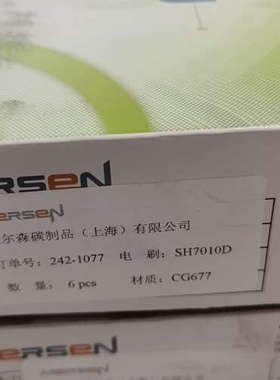 ERSEN
ERSEN
尔森碳制品（上海）有限公司
订单号：242-1077 电 刷：SH7010D
数 量：6 pcs 材质：CG677
ERSEN